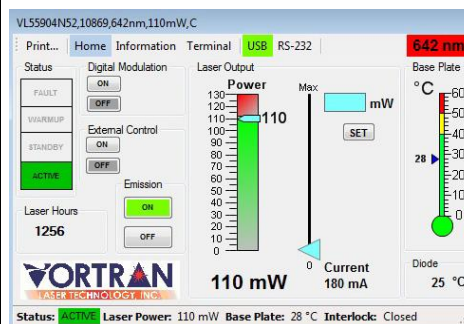 VL55904N52,10869,642nm,110mW,C
Print... Home Information Terminal USB RS-232 642 nm
Status
FAULT
WARMUP
STANDBY
ACTIVE
Laser Hours
1256
VORTRAN
LASER TECHNOLOGY, INC.
Digital Modulation
ON
OFF
External Control
ON
OFF
Emission
ON
OFF
Laser Output
Power
130
120
110
100
90
80
70
60
50
40
30
20
10
0
110
110 mW
Max
0
mW
SET
Current
180 mA
Base Plate
°C
60
50
40
30
20
10
0
28
Diode
25 °C
Status: ACTIVE Laser Power: 110 mW Base Plate: 28 °C Interlock: Closed